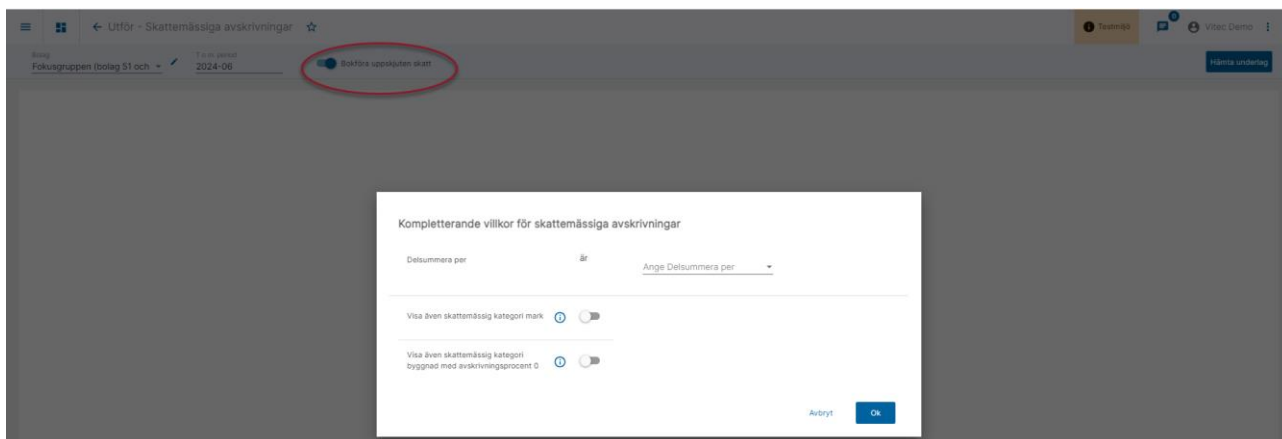 Utför - Skattemässiga avskrivningar
0
Testmiljö
Vitec Demo
Bolag
T.o.m. period
Fokusgruppen (bolag 51 och
2024-06
Bokföra uppskjuten skatt
Hämta underlag
Kompletterande villkor för skattemässiga avskrivningar
Delsummera per
är
Ange Delsummera per
Visa även skattemässig kategori mark
Visa även skattemässig kategori
byggnad med avskrivningsprocent 0
Avbryt
Ok